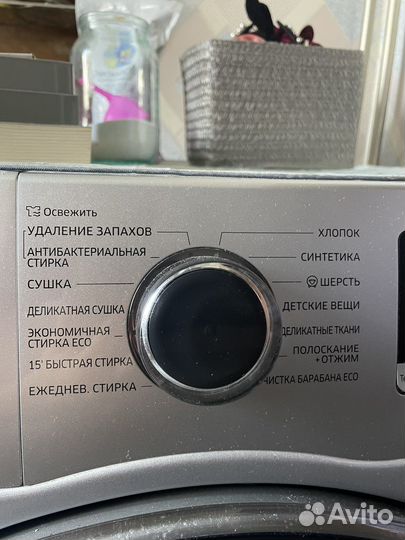 Освежить
УДАЛЕНИЕ ЗАПАХОВ
АНТИБАКТЕРИАЛЬНАЯ
СТИРКА
СУШКА
ДЕЛИКАТНАЯ СУШКА
ЭКОНОМИЧНАЯ
СТИРКА ECO
15' БЫСТРАЯ СТИРКА
ЕЖЕДНЕВ. СТИРКА
ХЛОПОК
СИНТЕТИКА
ШЕРСТЬ
ДЕТСКИЕ ВЕЩИ
ДЕЛИКАТНЫЕ ТКАНИ
ПОЛОСКАНИЕ
+ОТЖИМ
ЧИСТКА БАРАБАНА ECO
Avito